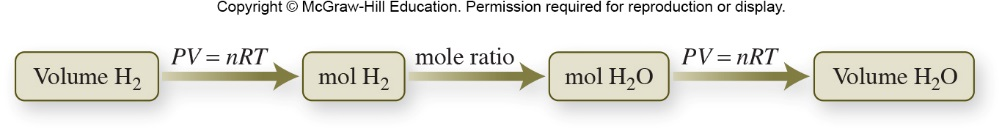 Copyright © McGraw-Hill Education. Permission required for reproduction or display.
Volume H₂ PV = nRT mol H₂ mole ratio mol H₂O PV = nRT Volume H₂O